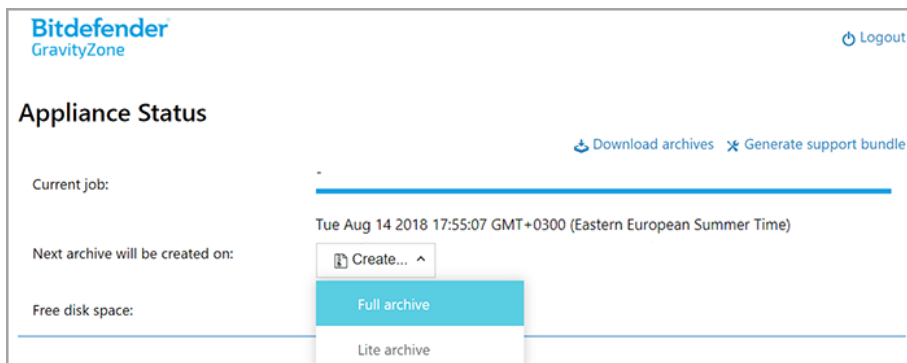 Bitdefender
GravityZone
Logout
Appliance Status
Download archives Generate support bundle
Current job: -
Tue Aug 14 2018 17:55:07 GMT+0300 (Eastern European Summer Time)
Next archive will be created on:
Create...
Full archive
Free disk space:
Lite archive